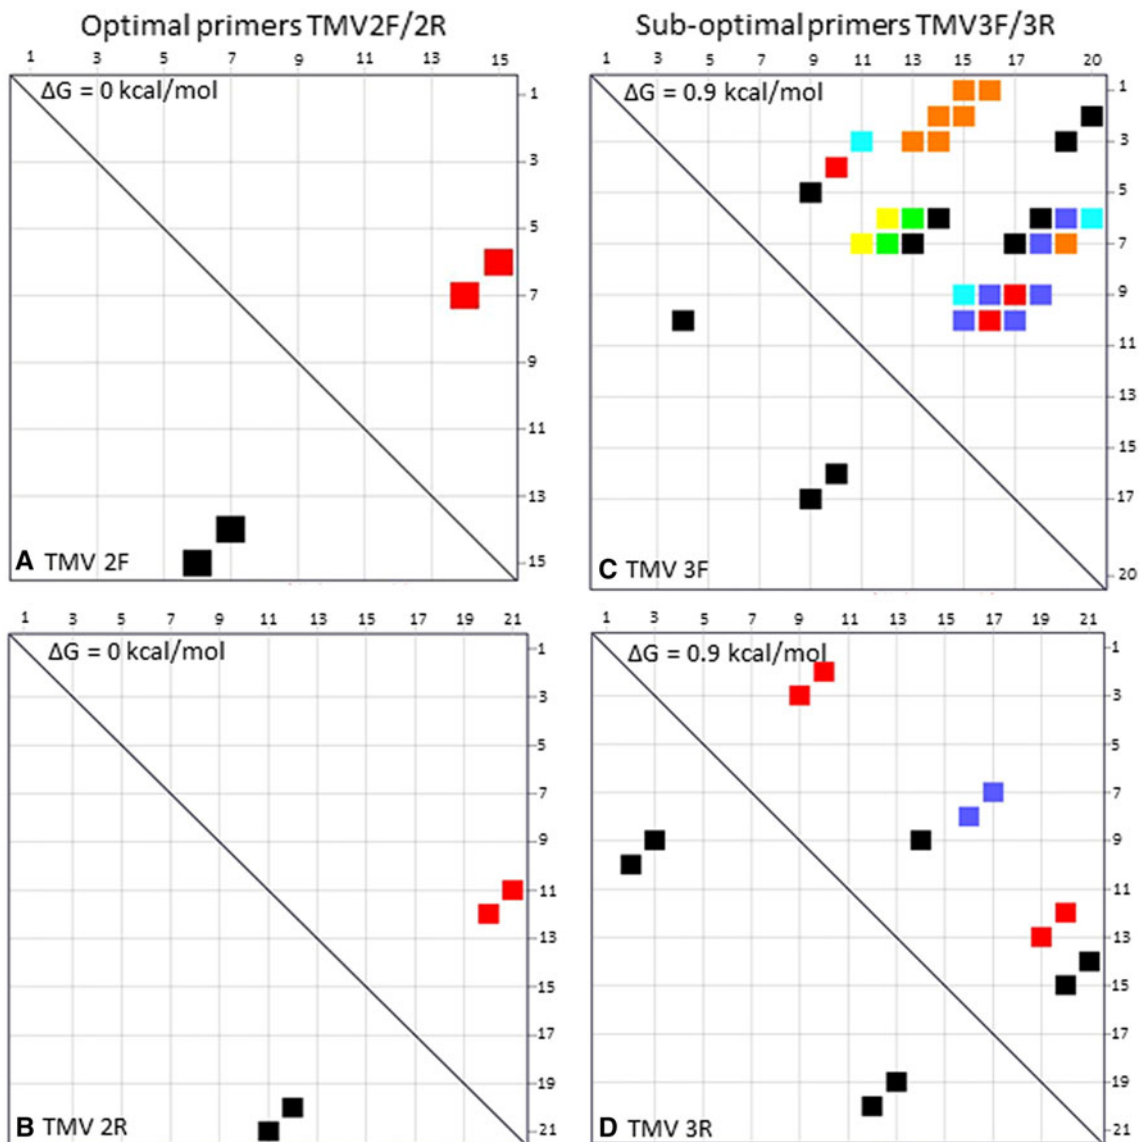 Optimal primers TMV2F/2R
Sub-optimal primers TMV3F/3R
1 3 5 7 9 11 13 15
ΔG = 0 kcal/mol
1
3
5
7
9
11
13
15
A TMV 2F
1 3 5 7 9 11 13 15 17 20
ΔG = 0.9 kcal/mol
1
3
5
7
9
11
13
15
17
20
C TMV 3F
1 3 5 7 9 11 13 15 17 19 21
ΔG = 0 kcal/mol
1
3
5
7
9
11
13
15
17
19
21
B TMV 2R
1 3 5 7 9 11 13 15 17 19 21
ΔG = 0.9 kcal/mol
1
3
5
7
9
11
13
15
17
19
21
D TMV 3R